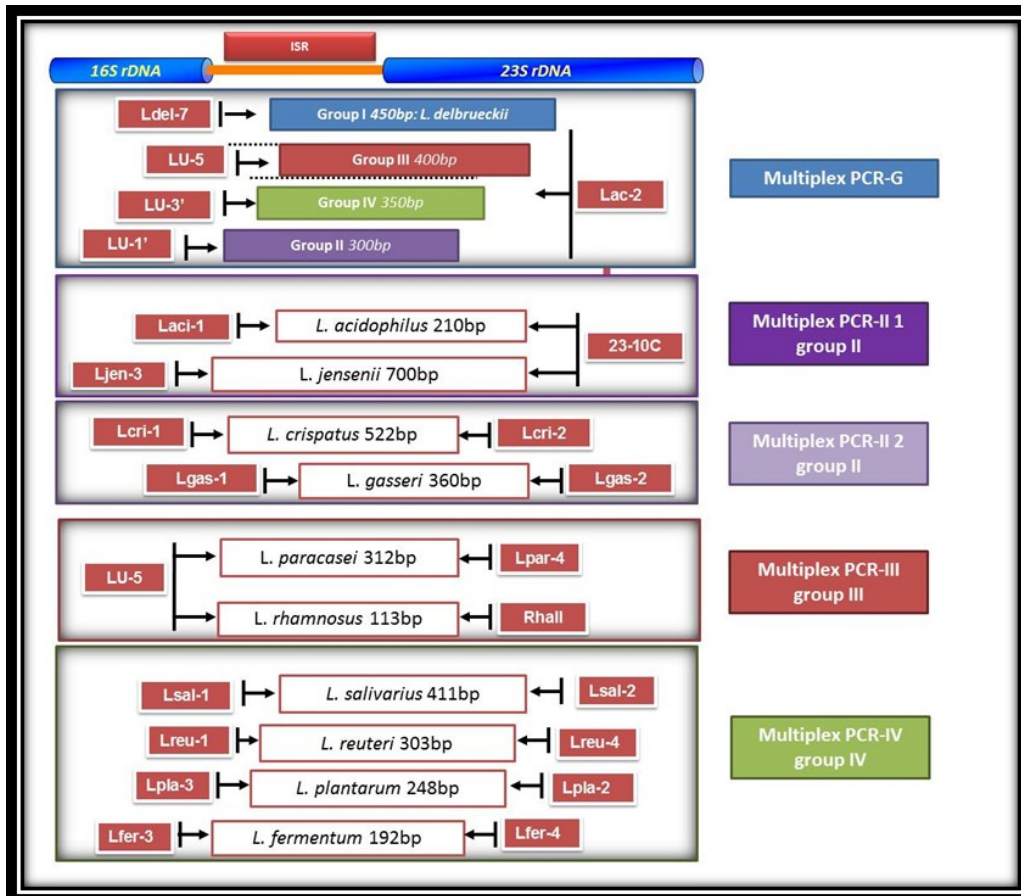 ISR
16S rDNA
23S rDNA
Ldel-7
Group I 450bp: L. delbrueckii
LU-5
Group III 400bp
LU-3'
Group IV 350bp
LU-1'
Group II 300bp
Lac-2
Multiplex PCR-G
Laci-1
L. acidophilus 210bp
Ljen-3
L. jensenii 700bp
23-10C
Multiplex PCR-II 1
group II
Lcri-1
L. crispatus 522bp
Lcri-2
Lgas-1
L. gasseri 360bp
Lgas-2
Multiplex PCR-II 2
group II
LU-5
L. paracasei 312bp
Lpar-4
L. rhamnosus 113bp
RhaII
Multiplex PCR-III
group III
Lsal-1
L. salivarius 411bp
Lsal-2
Lreu-1
L. reuteri 303bp
Lreu-4
Lpla-3
L. plantarum 248bp
Lpla-2
Lfer-3
L. fermentum 192bp
Lfer-4
Multiplex PCR-IV
group IV